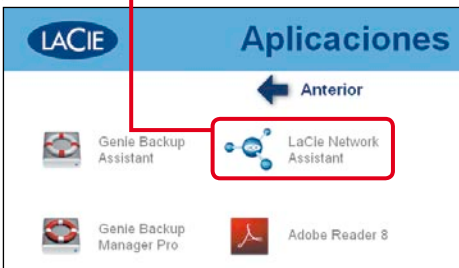 LACIE
Aplicaciones
Anterior
Genie Backup
Assistant
LaCie Network
Assistant
Genie Backup
Manager Pro
Adobe Reader 8